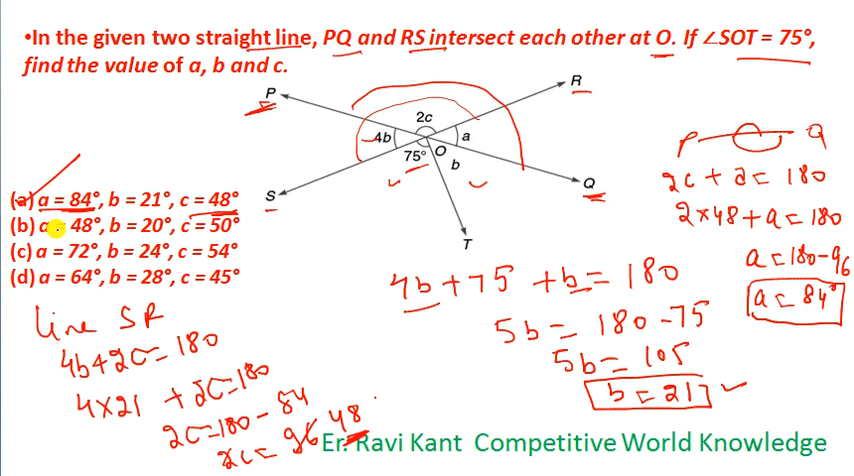 •In the given two straight line, PQ and RS intersect each other at O. If ∠SOT = 75°,
find the value of a, b and c.
P
R
2c
4b
a
O
75°
b
S
Q
T
(a) a = 84°, b = 21°, c = 48°
(b) a = 48°, b = 20°, c = 50°
(c) a = 72°, b = 24°, c = 54°
(d) a = 64°, b = 28°, c = 45°
P Q
2c + a = 180
2×48 + a = 180
a = 180 - 96
a = 84°
4b + 75 + b = 180
5b = 180 - 75
5b = 105
b = 21
Line SR
4b + 2c = 180
4×21 + 2c = 180
2c = 180 - 84
2c = 96 48
Er. Ravi Kant Competitive World Knowledge